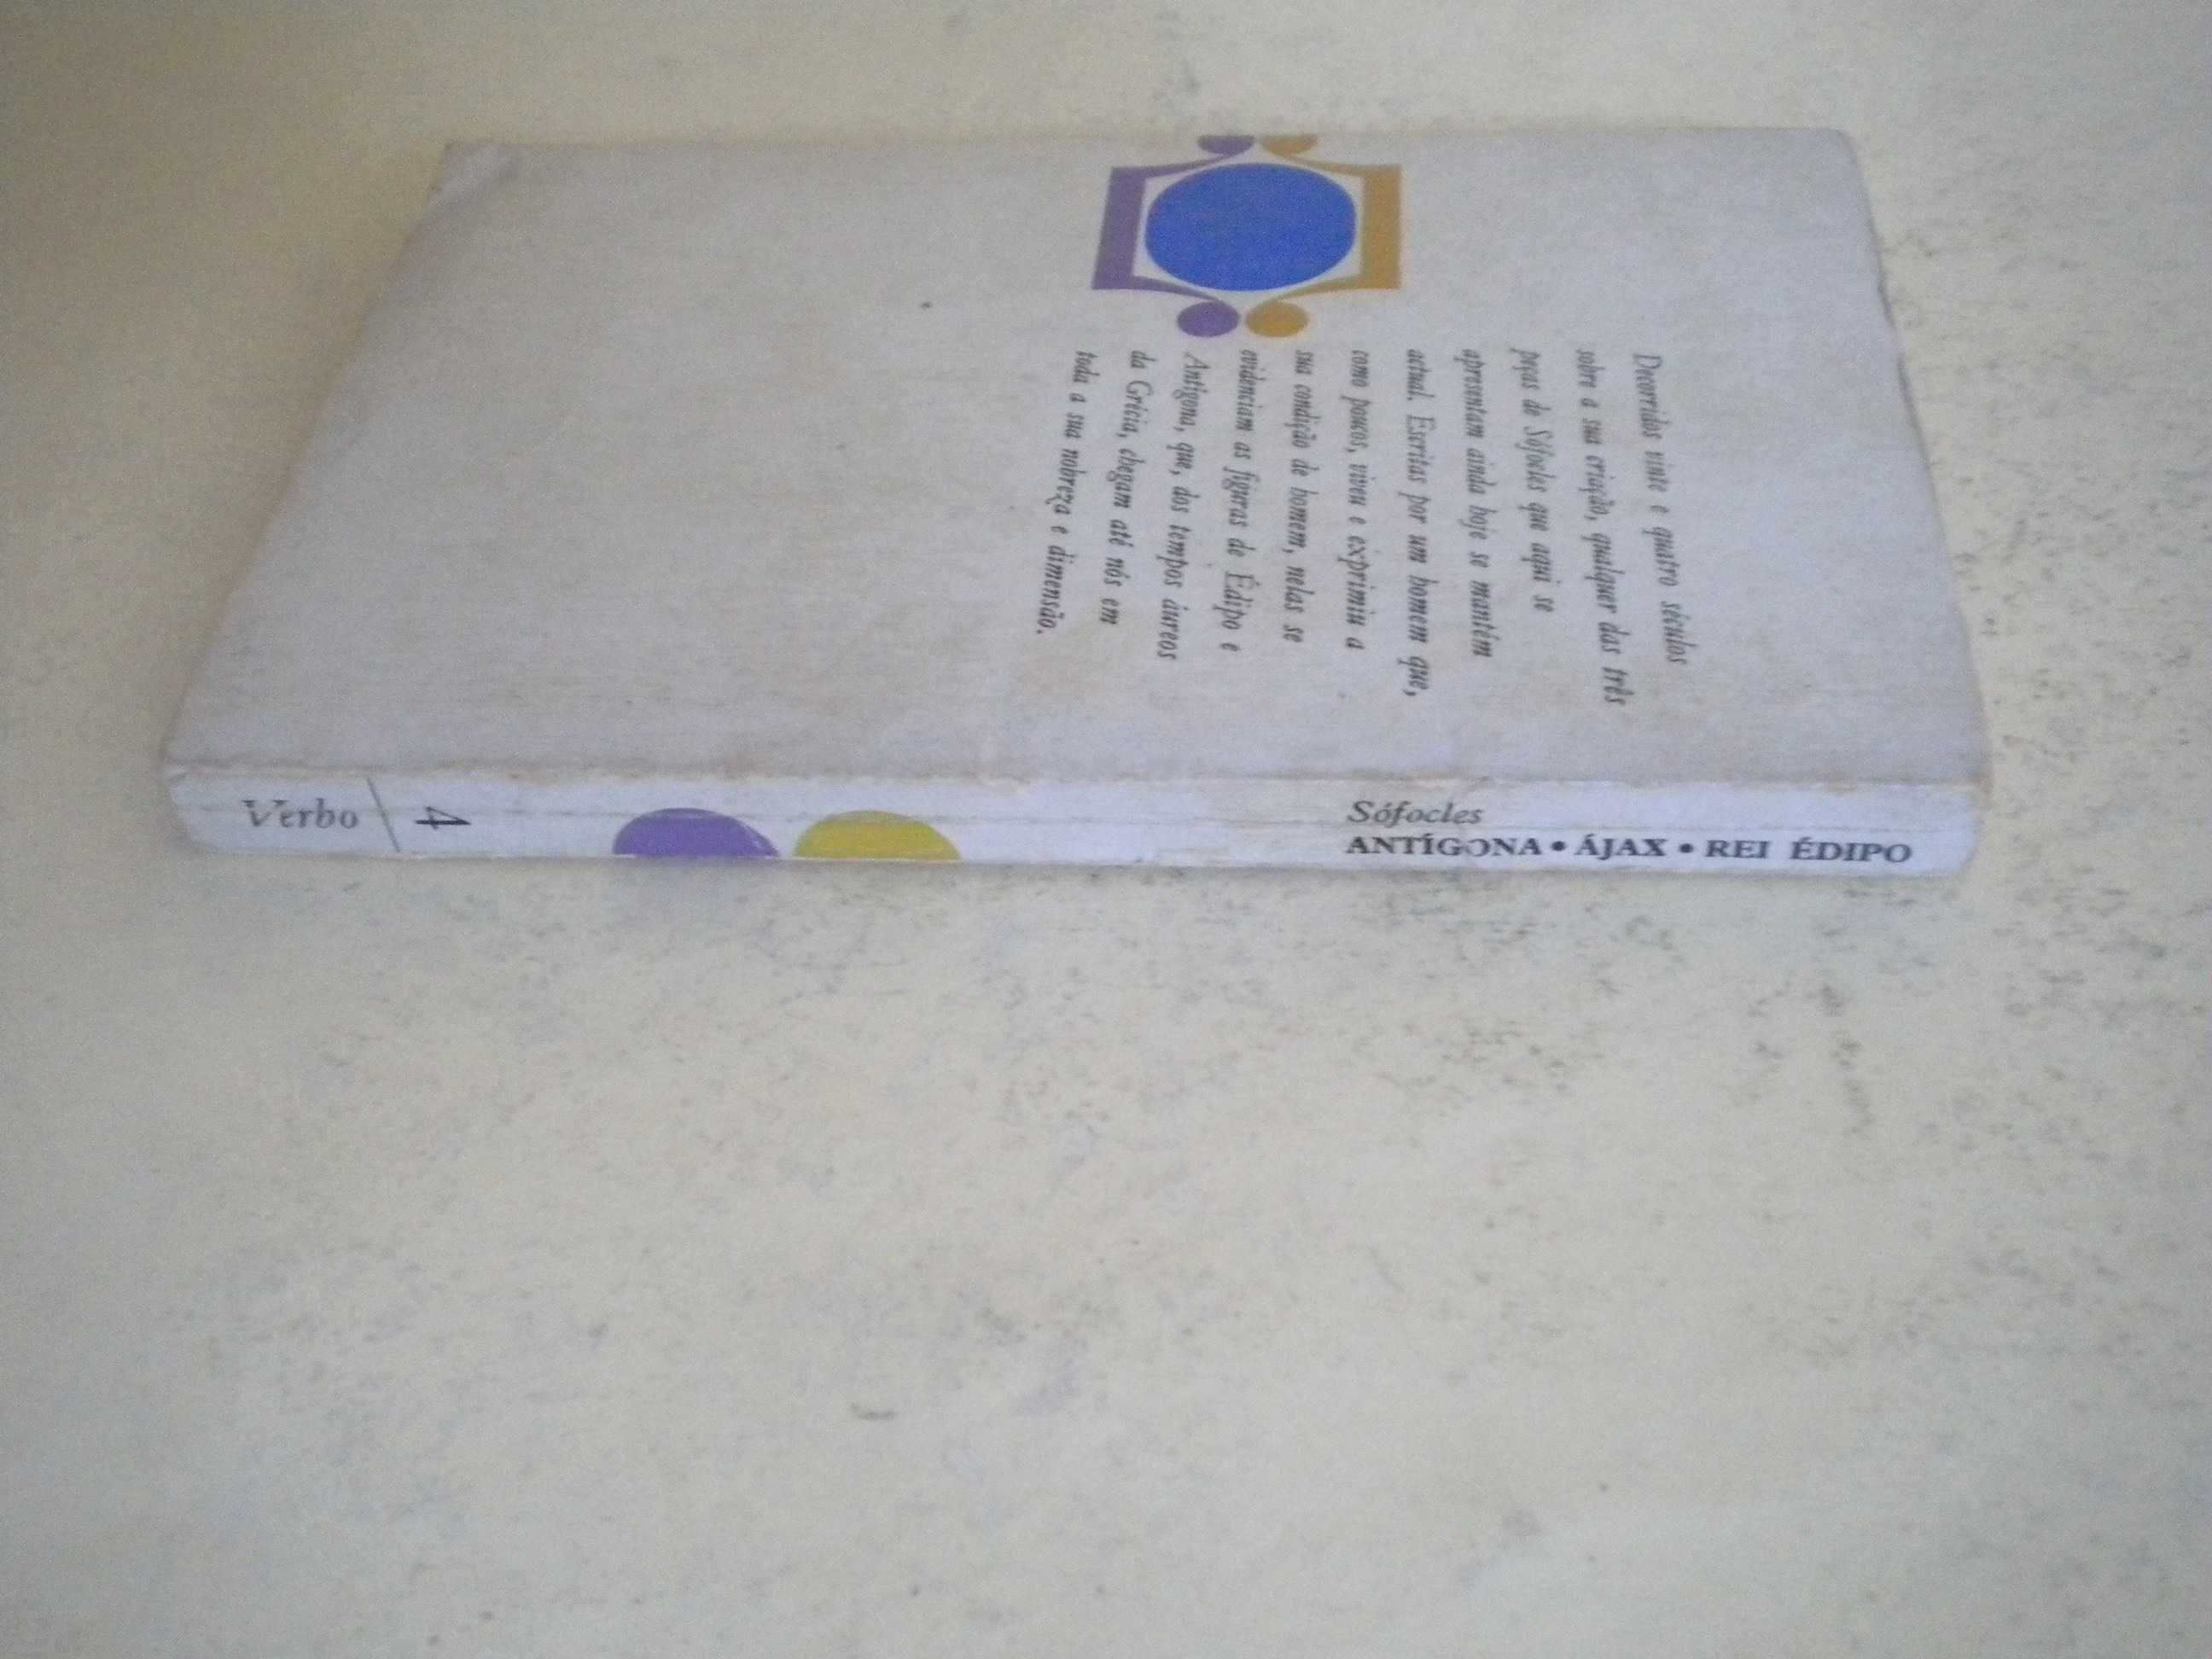 Decorridos vinte e quatro séculos
sobre a sua criação, qualquer das três
peças de Sófocles que aqui se
apresentam ainda hoje se mantém
actual. Escritas por um homem que,
como poucos, viveu e exprimiu a
sua condição de homem, nelas se
evidenciam as figuras de Édipo e
Antígona, que, dos tempos áureos
da Grécia, chegam até nós em
toda a sua nobreza e dimensão.
Verbo
4
Sófocles
ANTÍGONA • ÁJAX • REI ÉDIPO